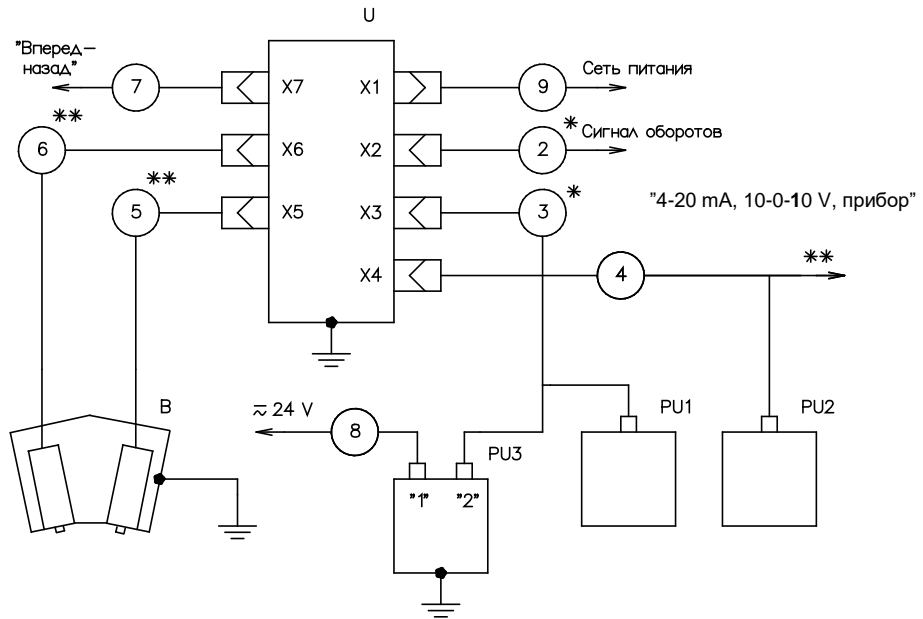 U
"Вперед-
назад"
7
X7
X1
9
Сеть питания
**
6
X6
X2
2
*
Сигнал оборотов
**
5
X5
X3
3
*
"4-20 mA, 10-0-10 V, прибор"
X4
4
**
B
≂ 24 V
8
PU3
PU1
PU2
"1"
"2"